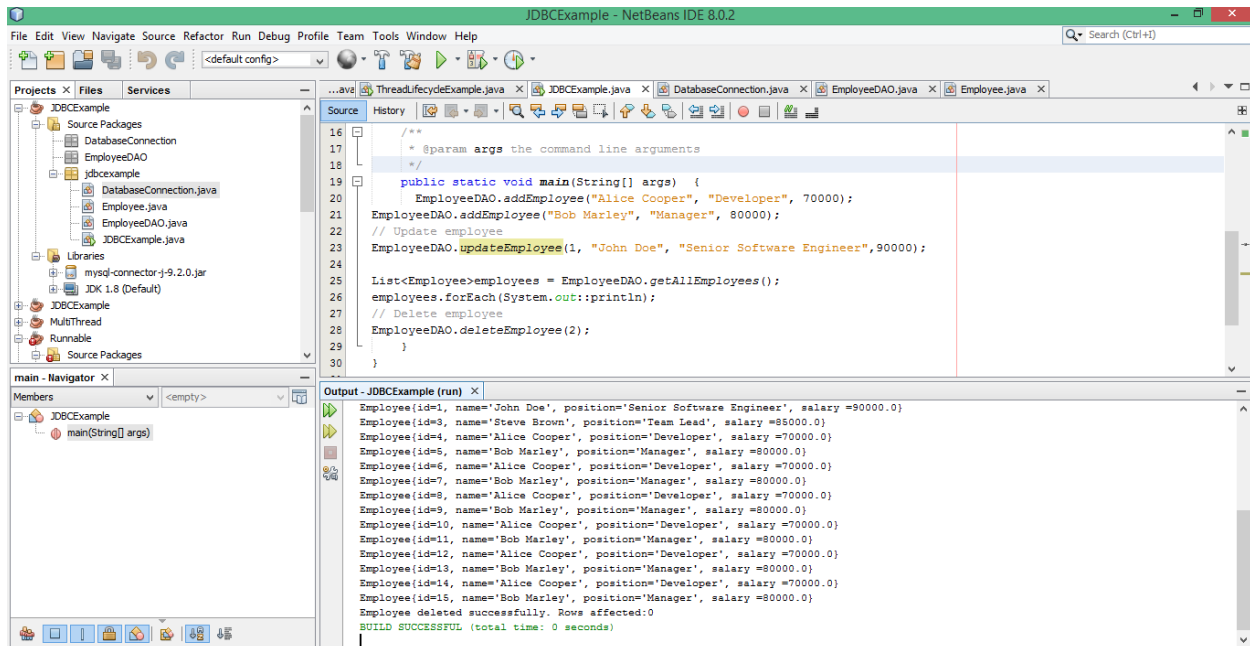 JDBCExample - NetBeans IDE 8.0.2
File Edit View Navigate Source Refactor Run Debug Profile Team Tools Window Help
Search (Ctrl+I)
<default config>
Projects × Files Services
JDBCExample
Source Packages
DatabaseConnection
EmployeeDAO
jdbcexample
DatabaseConnection.java
Employee.java
EmployeeDAO.java
JDBCExample.java
Libraries
mysql-connector-j-9.2.0.jar
JDK 1.8 (Default)
JDBCExample
MultiThread
Runnable
Source Packages
main - Navigator ×
Members <empty>
JDBCExample
main(String[] args)
...ava ThreadLifecycleExample.java × JDBCExample.java × DatabaseConnection.java × EmployeeDAO.java × Employee.java ×
Source History
16 /**
17 * @param args the command line arguments
18 */
19 public static void main(String[] args) {
20 EmployeeDAO.addEmployee("Alice Cooper", "Developer", 70000);
21 EmployeeDAO.addEmployee("Bob Marley", "Manager", 80000);
22 // Update employee
23 EmployeeDAO.updateEmployee(1, "John Doe", "Senior Software Engineer",90000);
24
25 List<Employee>employees = EmployeeDAO.getAllEmployees();
26 employees.forEach(System.out::println);
27 // Delete employee
28 EmployeeDAO.deleteEmployee(2);
29 }
30 }
Output - JDBCExample (run) ×
Employee{id=1, name='John Doe', position='Senior Software Engineer', salary =90000.0}
Employee{id=3, name='Steve Brown', position='Team Lead', salary =85000.0}
Employee{id=4, name='Alice Cooper', position='Developer', salary =70000.0}
Employee{id=5, name='Bob Marley', position='Manager', salary =80000.0}
Employee{id=6, name='Alice Cooper', position='Developer', salary =70000.0}
Employee{id=7, name='Bob Marley', position='Manager', salary =80000.0}
Employee{id=8, name='Alice Cooper', position='Developer', salary =70000.0}
Employee{id=9, name='Bob Marley', position='Manager', salary =80000.0}
Employee{id=10, name='Alice Cooper', position='Developer', salary =70000.0}
Employee{id=11, name='Bob Marley', position='Manager', salary =80000.0}
Employee{id=12, name='Alice Cooper', position='Developer', salary =70000.0}
Employee{id=13, name='Bob Marley', position='Manager', salary =80000.0}
Employee{id=14, name='Alice Cooper', position='Developer', salary =70000.0}
Employee{id=15, name='Bob Marley', position='Manager', salary =80000.0}
Employee deleted successfully. Rows affected:0
BUILD SUCCESSFUL (total time: 0 seconds)